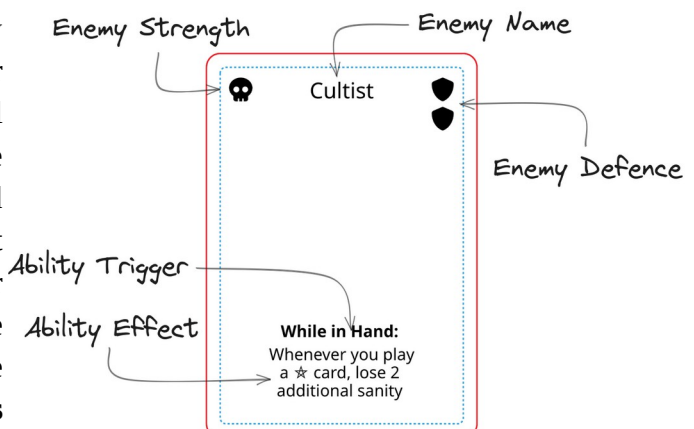 Enemy Strength
Enemy Name
Cultist
Enemy Defence
Ability Trigger
Ability Effect
While in Hand:
Whenever you play
a ☆ card, lose 2
additional sanity